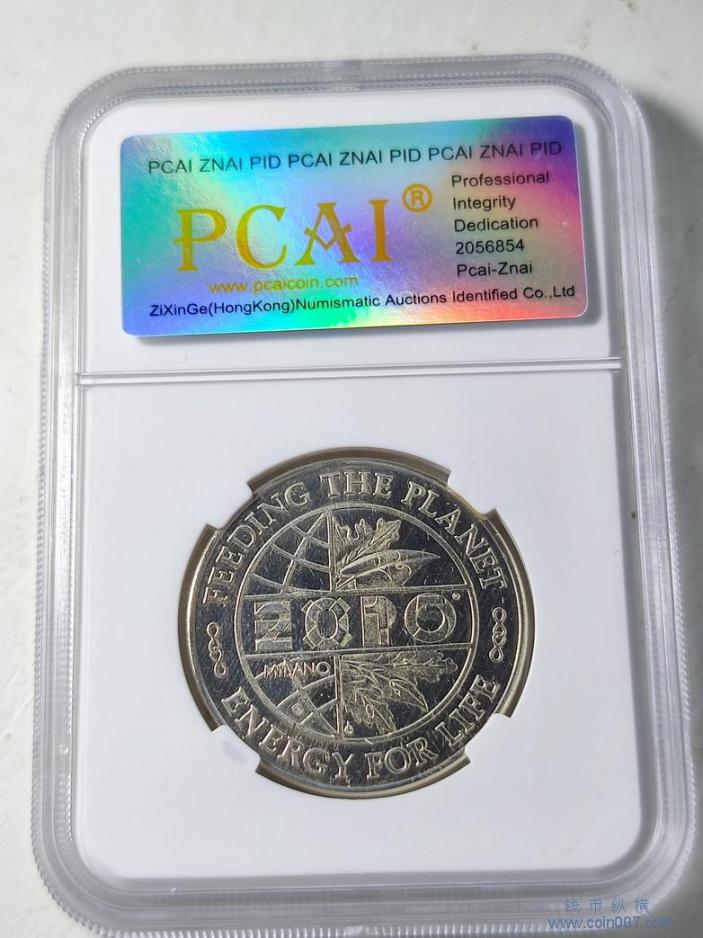 PCAI ZNAI PID PCAI ZNAI PID PCAI ZNAI PID
PCAI®
Professional
Integrity
Dedication
2056854
Pcai-Znai
www.pcaicoin.com
ZiXinGe(HongKong)Numismatic Auctions Identified Co.,Ltd
FEEDING THE PLANET
MILANO
ENERGY FOR LIFE
钱币纵横
www.coin007.com